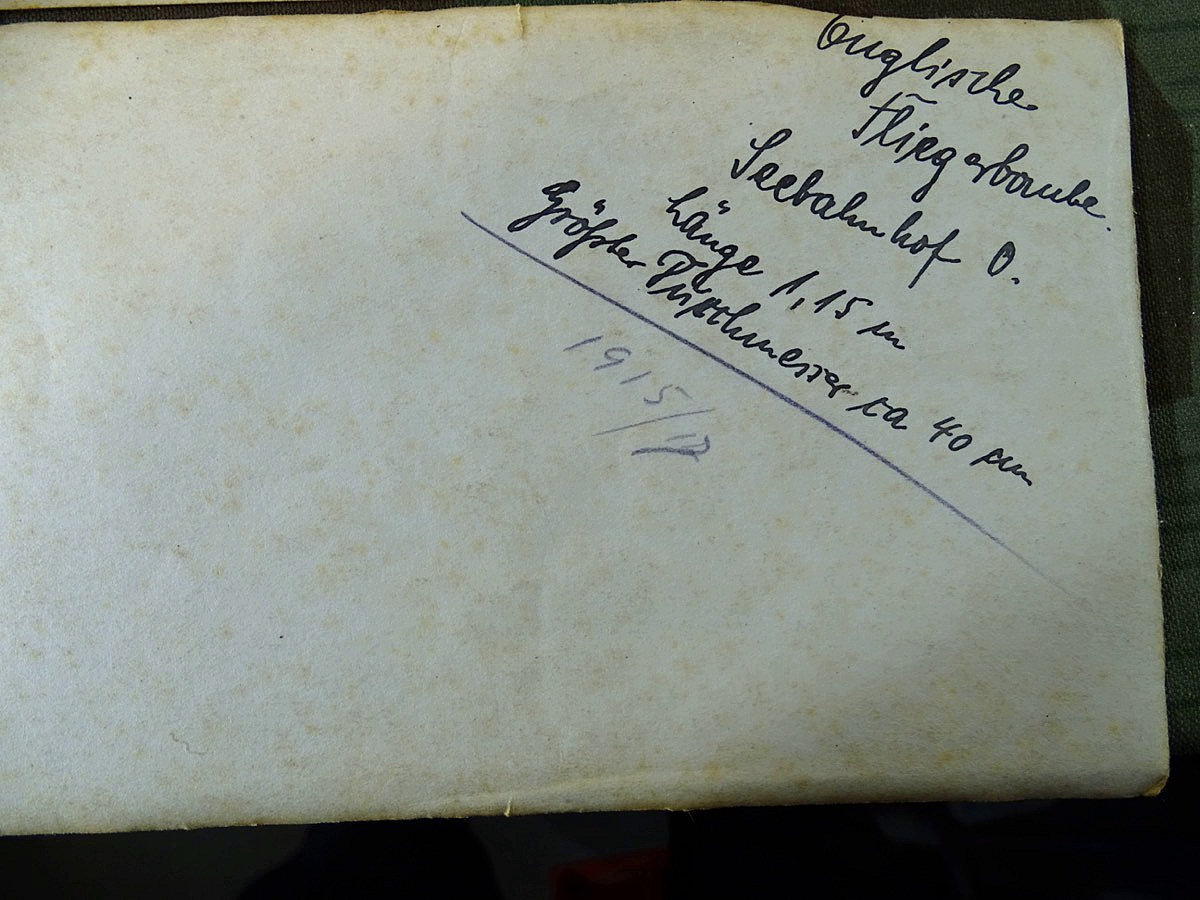 Englische
Fliegerbombe.
Seebahnhof O.
Länge 1,15 m
Größter Durchmesser ca 40 cm
1915/17